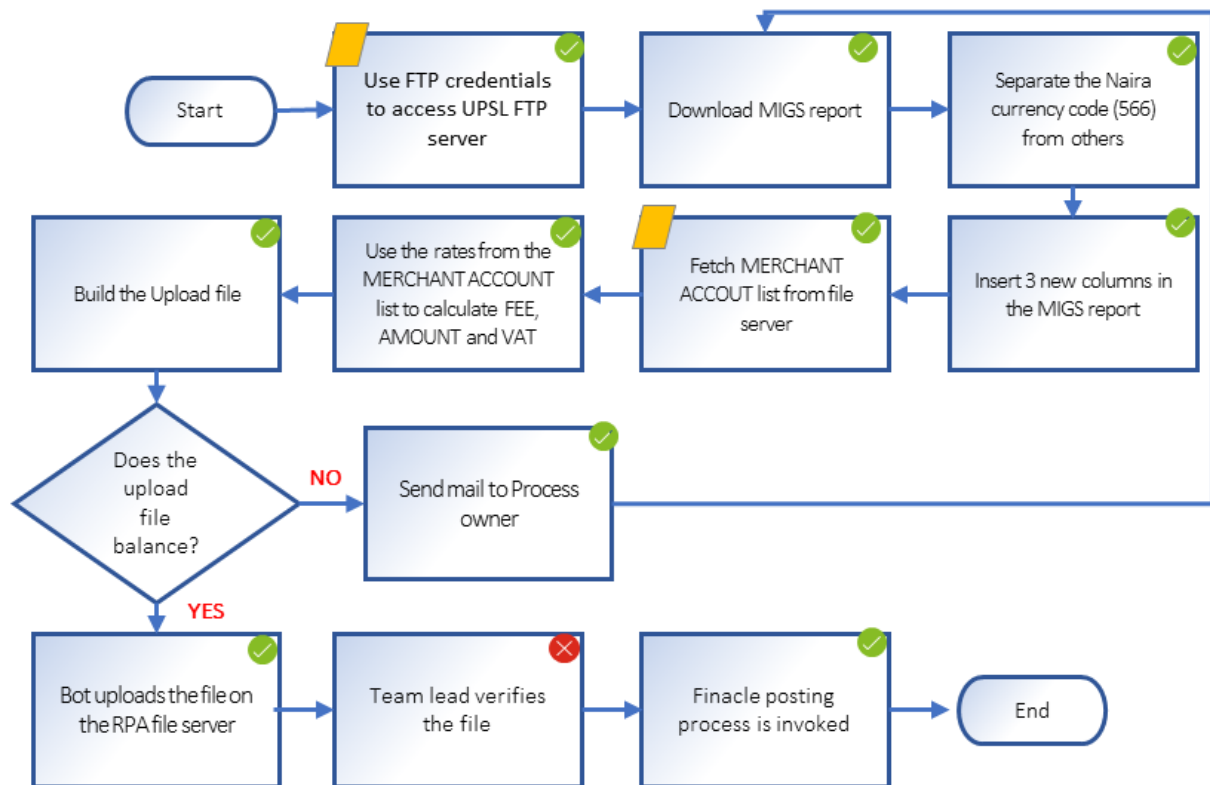 Start
Use FTP credentials
to access UPSL FTP
server
Download MIGS report
Separate the Naira
currency code (566)
from others
Insert 3 new columns in
the MIGS report
Fetch MERCHANT
ACCOUT list from file
server
Use the rates from the
MERCHANT ACCOUNT
list to calculate FEE,
AMOUNT and VAT
Build the Upload file
Does the
upload
file
balance?
NO
Send mail to Process
owner
YES
Bot uploads the file on
the RPA file server
Team lead verifies
the file
Finacle posting
process is invoked
End